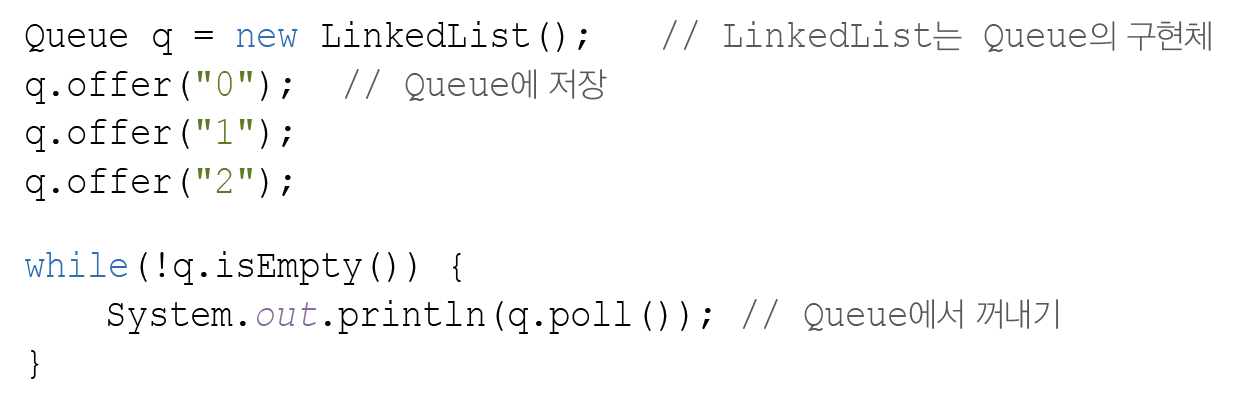 Queue q = new LinkedList();   // LinkedList는 Queue의 구현체
q.offer("0");  // Queue에 저장
q.offer("1");
q.offer("2");
while(!q.isEmpty()) {
    System.out.println(q.poll()); // Queue에서 꺼내기
}